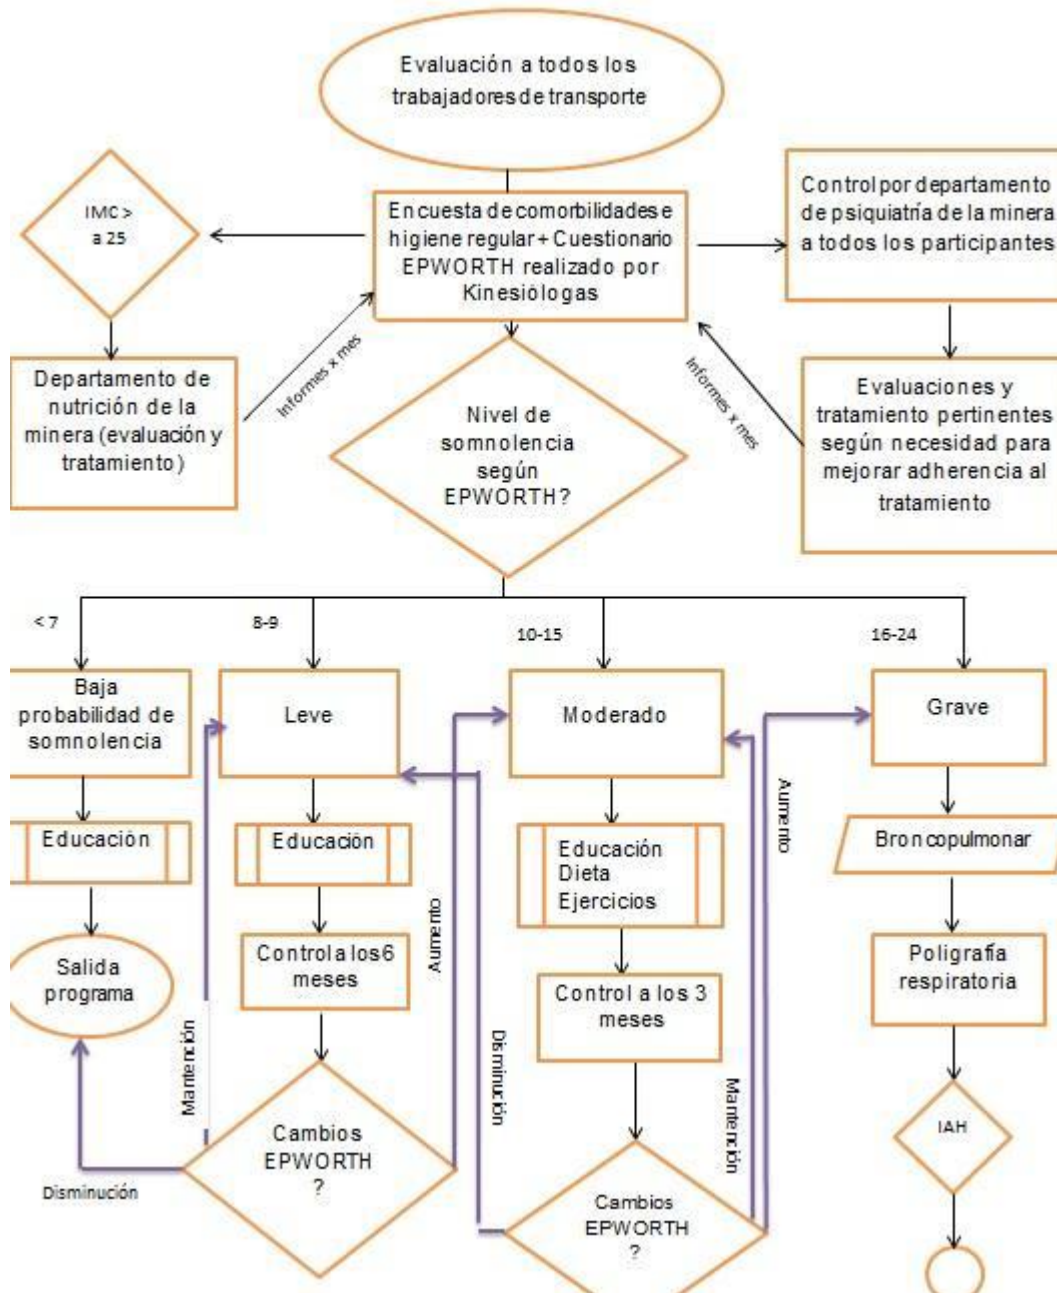 Evaluación a todos los
trabajadores de transporte
IMC >
a 25
Encuesta de comorbilidades e
higiene regular + Cuestionario
EPWORTH realizado por
Kinesiólogas
Control por departamento
de psiquiatría de la minera
a todos los participantes
Informes x mes
Informes x mes
Departamento de
nutrición de la
minera (evaluación y
tratamiento)
Nivel de
somnolencia
según
EPWORTH?
Evaluaciones y
tratamiento pertinentes
según necesidad para
mejorar adherencia al
tratamiento
< 7
8-9
10-15
16-24
Baja
probabilidad de
somnolencia
Leve
Moderado
Grave
Educación
Educación
Educación
Dieta
Ejercicios
Broncopulmonar
Aumento
Aumento
Salida
programa
Control a los 6
meses
Control a los 3
meses
Poligrafía
respiratoria
Mantención
Disminución
Mantención
Cambios
EPWORTH
?
Disminución
Cambios
EPWORTH
?
IAH